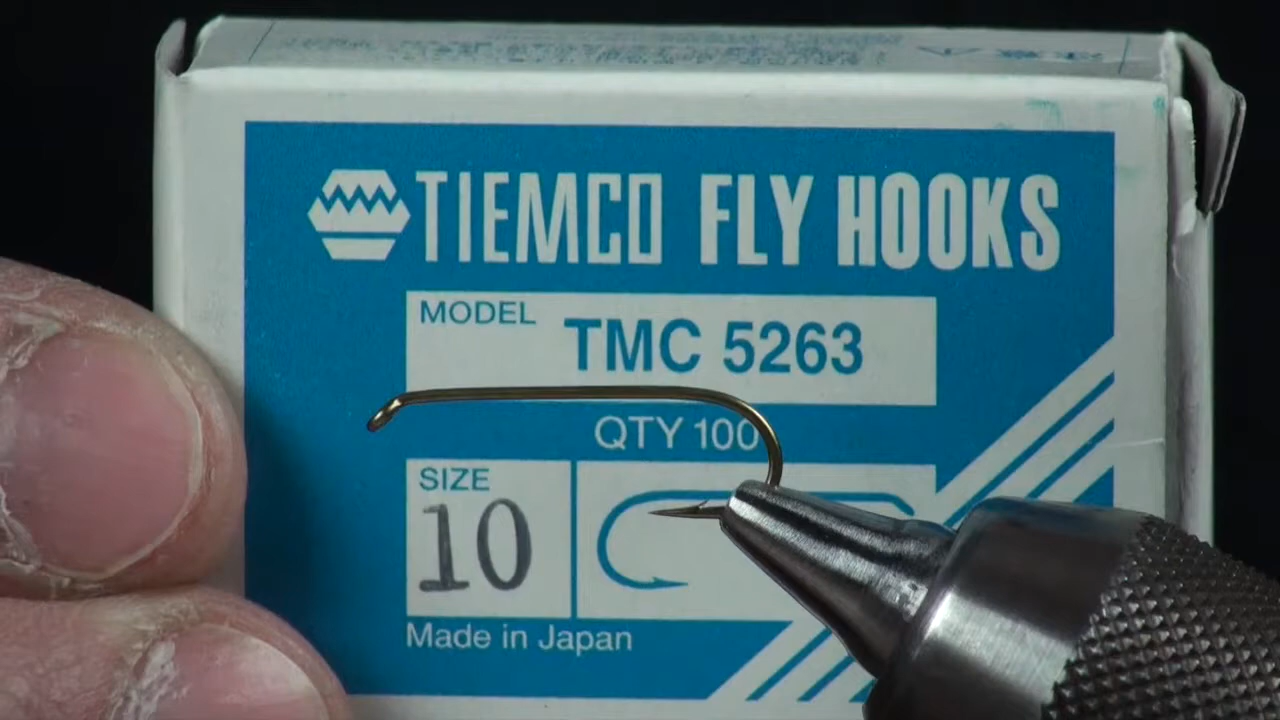 TIEMCO FLY HOOKS
MODEL TMC 5263
QTY 100
SIZE
10
Made in Japan